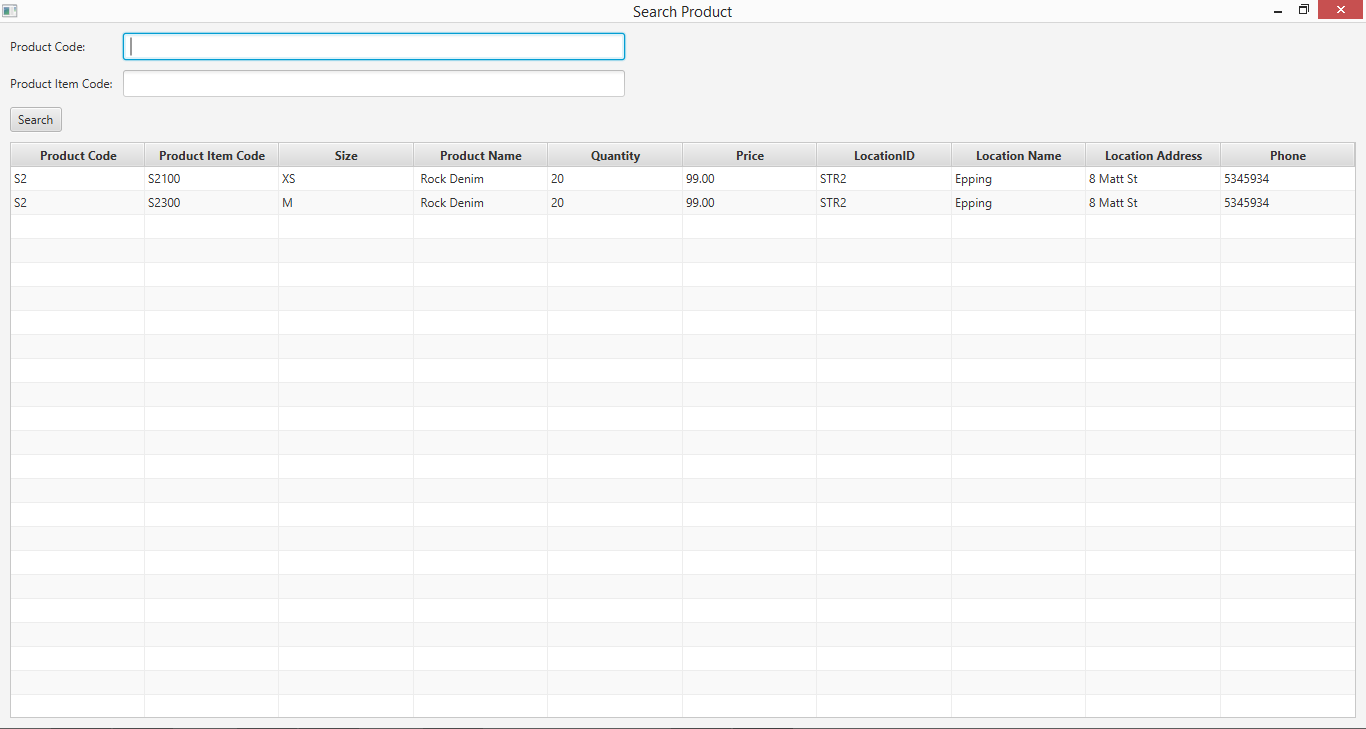 Search Product
Product Code:
Product Item Code:
Search
Product Code Product Item Code Size Product Name Quantity Price LocationID Location Name Location Address Phone
S2 S2100 XS Rock Denim 20 99.00 STR2 Epping 8 Matt St 5345934
S2 S2300 M Rock Denim 20 99.00 STR2 Epping 8 Matt St 5345934